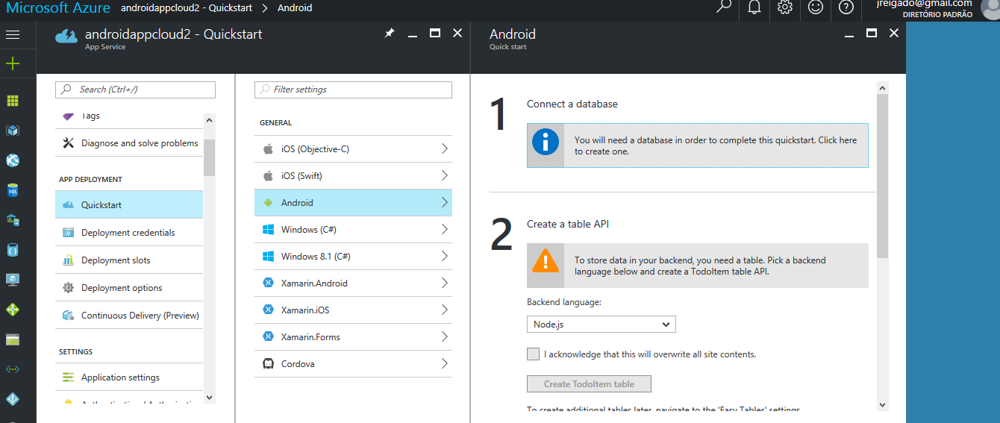 Microsoft Azure androidappcloud2 - Quickstart > Android
jreigado@gmail.com
DIRETÓRIO PADRÃO
androidappcloud2 - Quickstart
App Service
Search (Ctrl+/)
Tags
Diagnose and solve problems
APP DEPLOYMENT
Quickstart
Deployment credentials
Deployment slots
Deployment options
Continuous Delivery (Preview)
SETTINGS
Application settings
Filter settings
GENERAL
iOS (Objective-C)
iOS (Swift)
Android
Windows (C#)
Windows 8.1 (C#)
Xamarin.Android
Xamarin.iOS
Xamarin.Forms
Cordova
Android
Quick start
1 Connect a database
You will need a database in order to complete this quickstart. Click here
to create one.
2 Create a table API
To store data in your backend, you need a table. Pick a backend
language below and create a TodoItem table API.
Backend language:
Node.js
I acknowledge that this will overwrite all site contents.
Create TodoItem table
To create additional tables later, navigate to the 'Easy Tables' settings
SQL